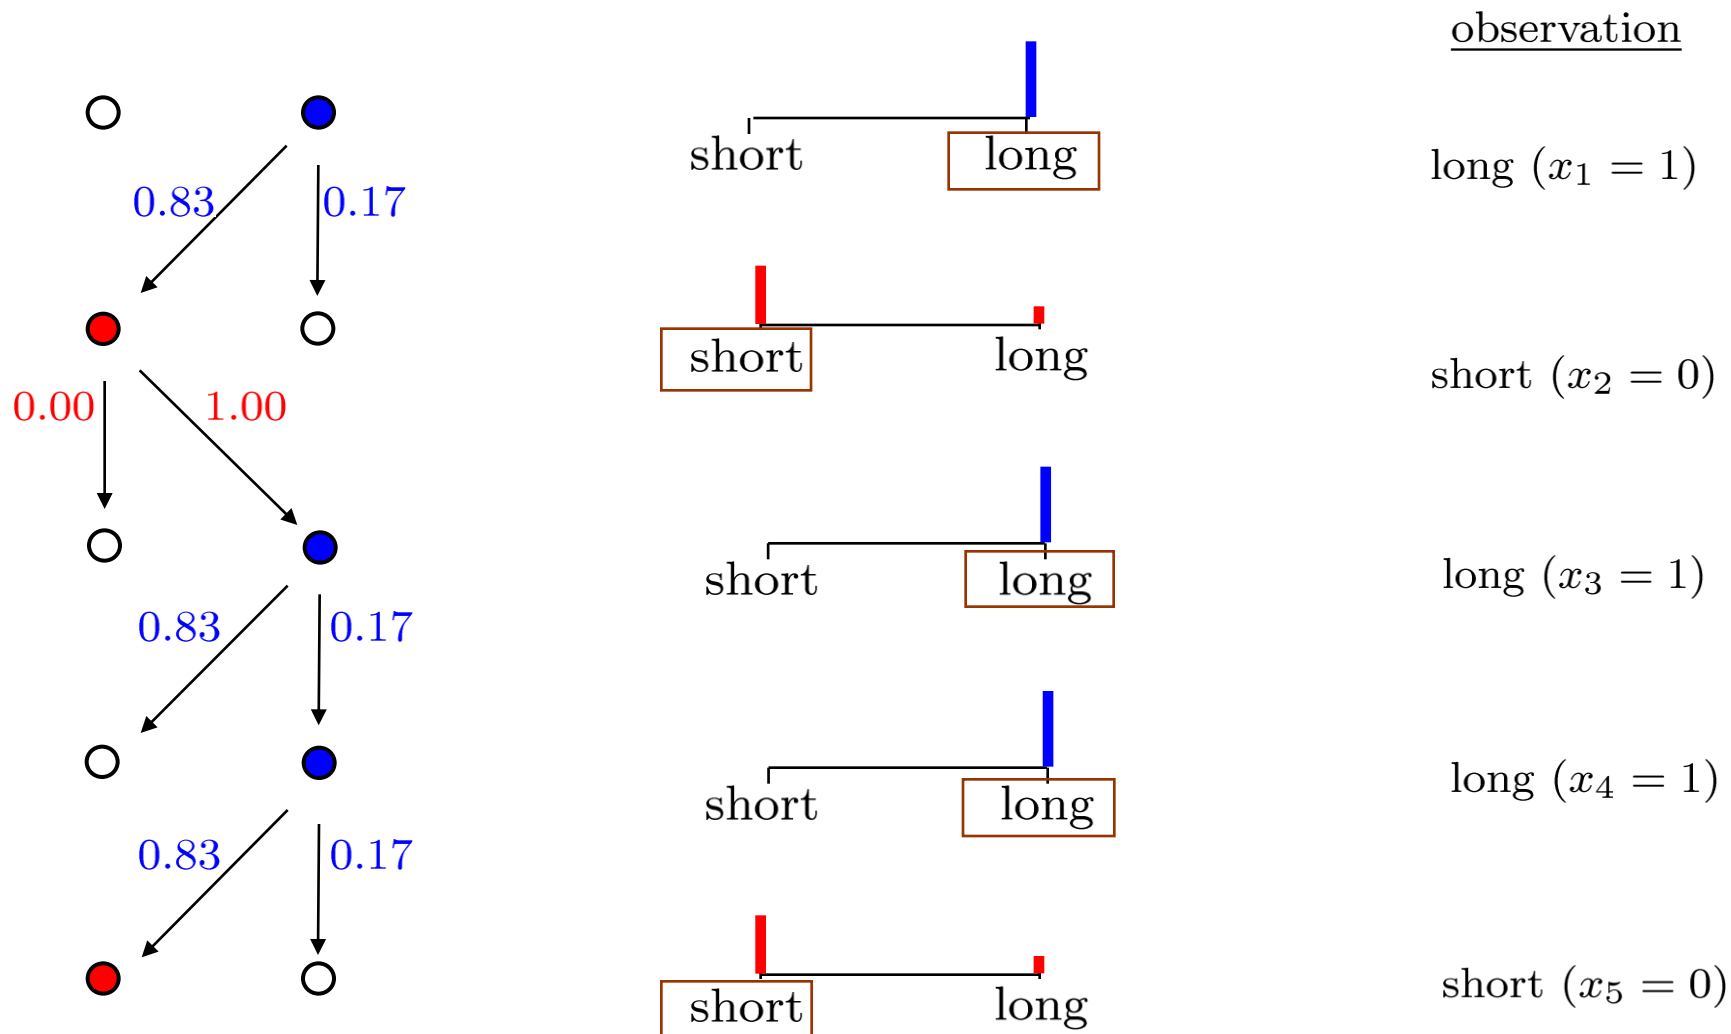 observation
short long
long (x₁ = 1)
0.83 0.17
short long
short (x₂ = 0)
0.00 1.00
short long
long (x₃ = 1)
0.83 0.17
short long
long (x₄ = 1)
0.83 0.17
short long
short (x₅ = 0)